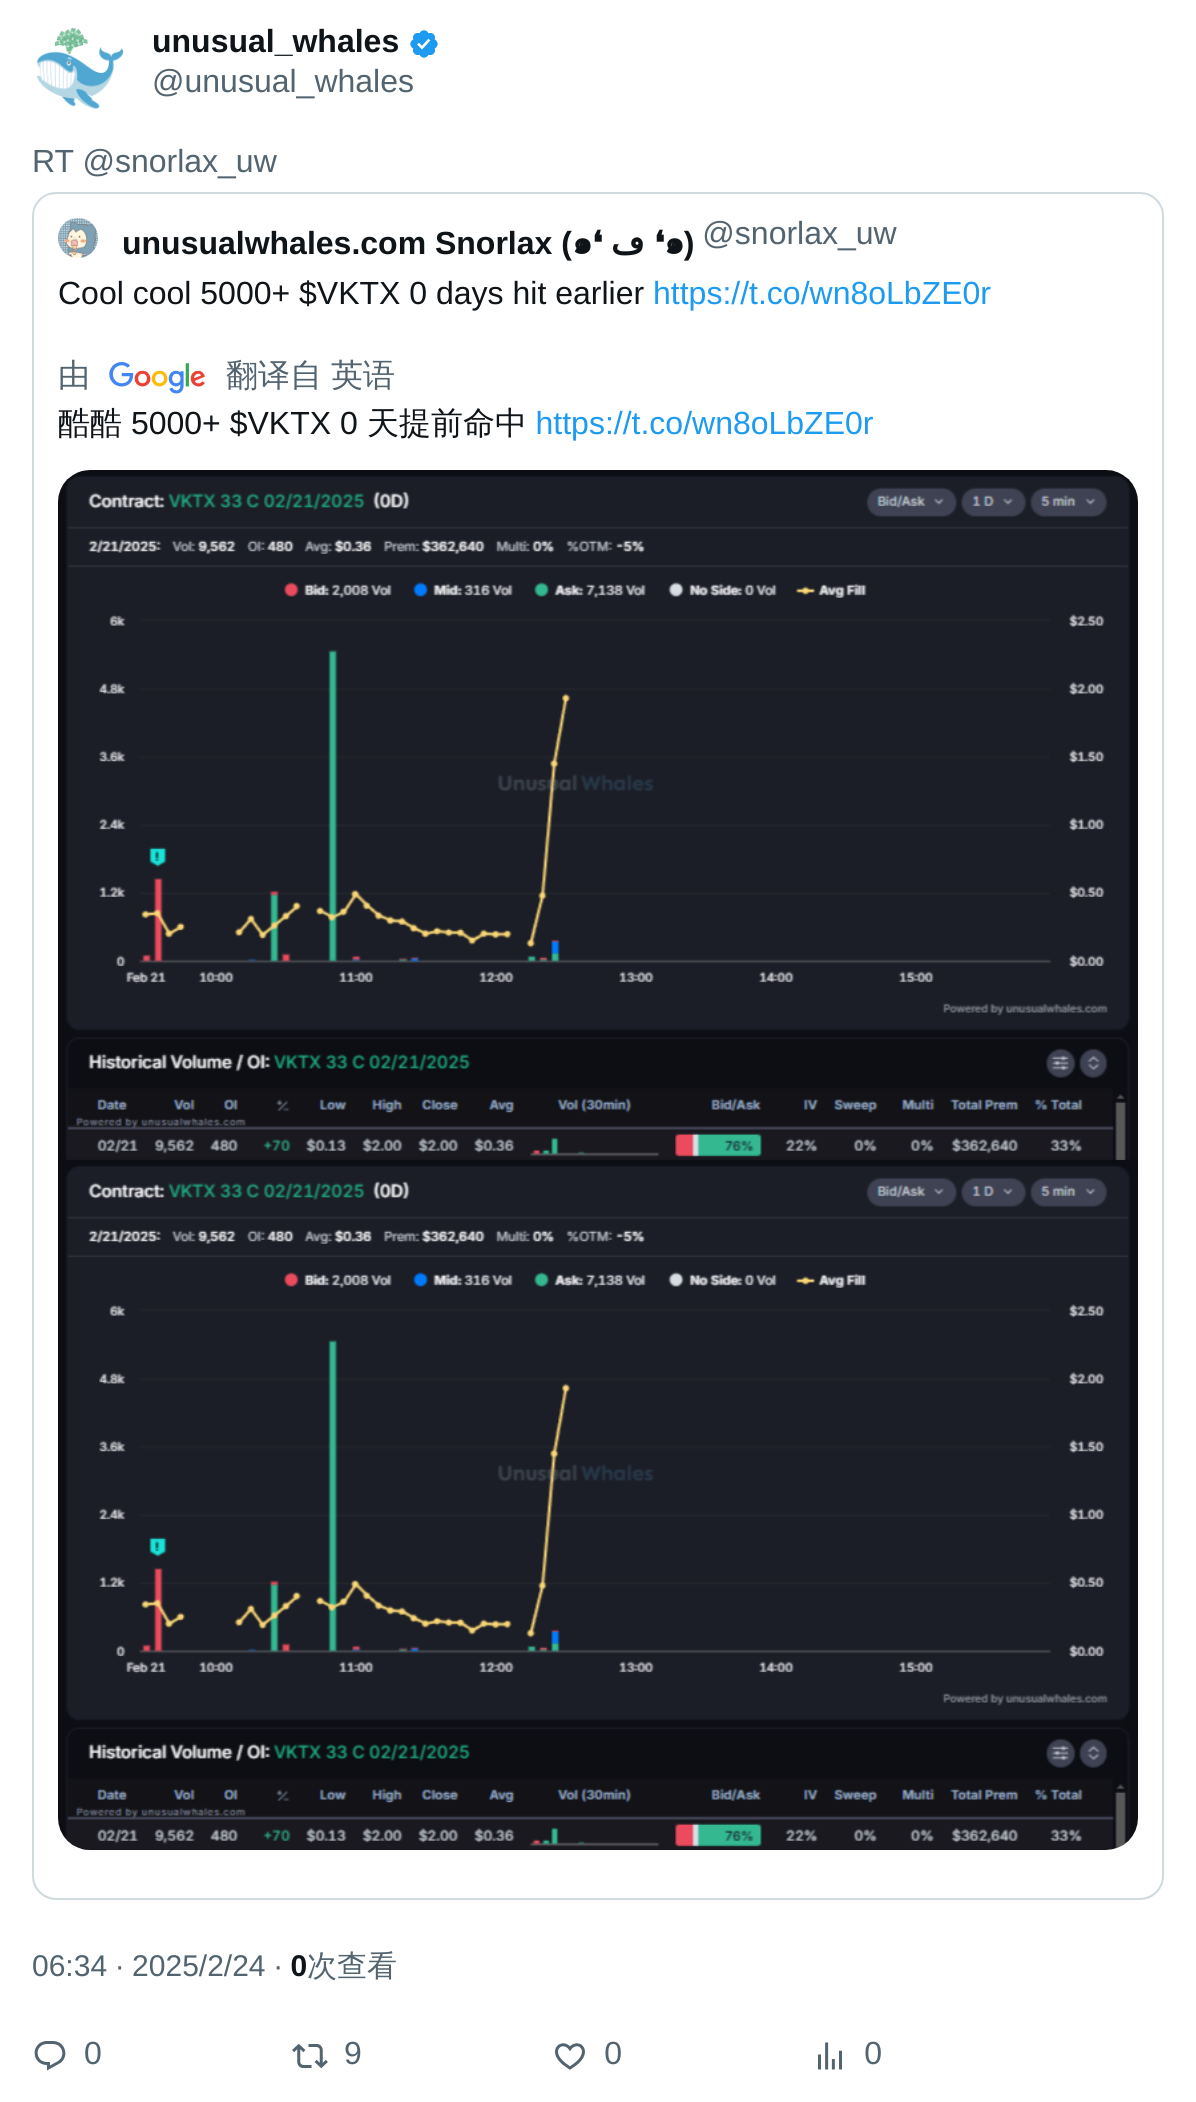 unusual_whales
@unusual_whales
RT @snorlax_uw
unusualwhales.com Snorlax (๑❛ ڡ ❛๑) @snorlax_uw
Cool cool 5000+ $VKTX 0 days hit earlier https://t.co/wn8oLbZE0r
由 Google 翻译自 英语
酷酷 5000+ $VKTX 0 天提前命中 https://t.co/wn8oLbZE0r
Contract: VKTX 33 C 02/21/2025 (0D) Bid/Ask 1 D 5 min
2/21/2025: Vol: 9,562 OI: 480 Avg: $0.36 Prem: $362,640 Multi: 0% %OTM: -5%
Bid: 2,008 Vol Mid: 316 Vol Ask: 7,138 Vol No Side: 0 Vol Avg Fill
6k $2.50
4.8k $2.00
3.6k $1.50
Unusual Whales
2.4k $1.00
1.2k $0.50
0 $0.00
Feb 21 10:00 11:00 12:00 13:00 14:00 15:00
Powered by unusualwhales.com
Historical Volume / OI: VKTX 33 C 02/21/2025
Date Vol OI % Low High Close Avg Vol (30min) Bid/Ask IV Sweep Multi Total Prem % Total
Powered by unusualwhales.com
02/21 9,562 480 +70 $0.13 $2.00 $2.00 $0.36 76% 22% 0% 0% $362,640 33%
Contract: VKTX 33 C 02/21/2025 (0D) Bid/Ask 1 D 5 min
2/21/2025: Vol: 9,562 OI: 480 Avg: $0.36 Prem: $362,640 Multi: 0% %OTM: -5%
Bid: 2,008 Vol Mid: 316 Vol Ask: 7,138 Vol No Side: 0 Vol Avg Fill
6k $2.50
4.8k $2.00
3.6k $1.50
Unusual Whales
2.4k $1.00
1.2k $0.50
0 $0.00
Feb 21 10:00 11:00 12:00 13:00 14:00 15:00
Powered by unusualwhales.com
Historical Volume / OI: VKTX 33 C 02/21/2025
Date Vol OI % Low High Close Avg Vol (30min) Bid/Ask IV Sweep Multi Total Prem % Total
Powered by unusualwhales.com
02/21 9,562 480 +70 $0.13 $2.00 $2.00 $0.36 76% 22% 0% 0% $362,640 33%
06:34 · 2025/2/24 · 0次查看
0 9 0 0